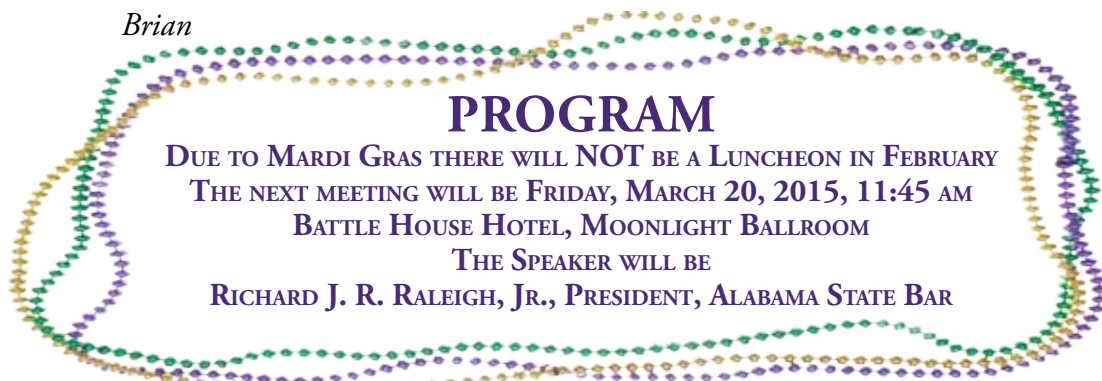 Brian
PROGRAM
Due to Mardi Gras there will NOT be a Luncheon in February
The next meeting will be Friday, March 20, 2015, 11:45 am
Battle House Hotel, Moonlight Ballroom
The Speaker will be
Richard J. R. Raleigh, Jr., President, Alabama State Bar